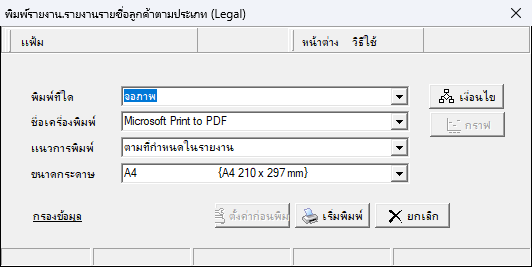 พิมพ์รายงาน.รายงานรายชื่อลูกค้าตามประเภท (Legal)
แฟ้ม หน้าต่าง วิธีใช้
พิมพ์ที่ใด จอภาพ เงื่อนไข
ชื่อเครื่องพิมพ์ Microsoft Print to PDF กราฟ
แนวการพิมพ์ ตามที่กำหนดในรายงาน
ขนาดกระดาษ A4 {A4 210 x 297 mm}
กรองข้อมูล ตั้งค่าก่อนพิม เริ่มพิมพ์ ยกเลิก